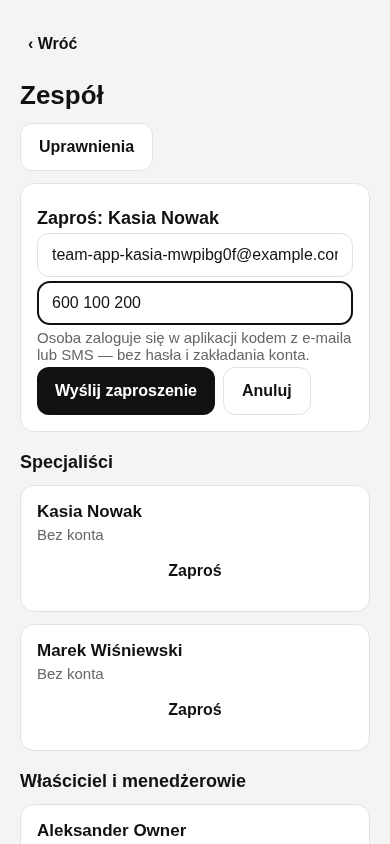 ‹ Wróć
Zespół
Uprawnienia
Zaproś: Kasia Nowak
team-app-kasia-mwpibg0f@example.cor
600 100 200
Osoba zaloguje się w aplikacji kodem z e-maila
lub SMS — bez hasła i zakładania konta.
Wyślij zaproszenie
Anuluj
Specjaliści
Kasia Nowak
Bez konta
Zaproś
Marek Wiśniewski
Bez konta
Zaproś
Właściciel i menedżerowie
Aleksander Owner